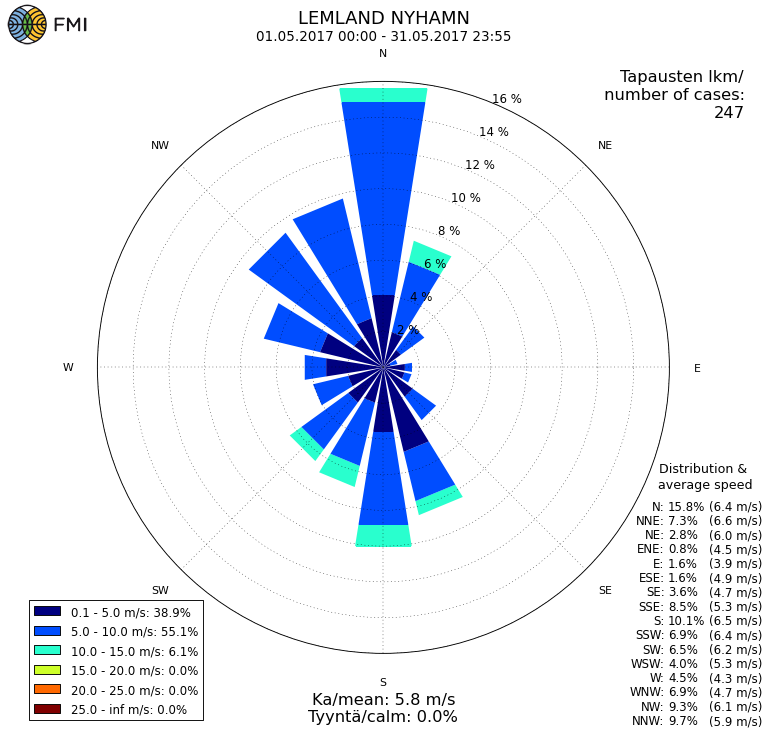 FMI
LEMLAND NYHAMN
01.05.2017 00:00 - 31.05.2017 23:55
N
Tapausten lkm/
number of cases:
247
16 %
14 %
12 %
10 %
8 %
6 %
4 %
2 %
NW
NE
W
E
SW
SE
S
Distribution &
average speed
N: 15.8% (6.4 m/s)
NNE: 7.3% (6.6 m/s)
NE: 2.8% (6.0 m/s)
ENE: 0.8% (4.5 m/s)
E: 1.6% (3.9 m/s)
ESE: 1.6% (4.9 m/s)
SE: 3.6% (4.7 m/s)
SSE: 8.5% (5.3 m/s)
S: 10.1% (6.5 m/s)
SSW: 6.9% (6.4 m/s)
SW: 6.5% (6.2 m/s)
WSW: 4.0% (5.3 m/s)
W: 4.5% (4.3 m/s)
WNW: 6.9% (4.7 m/s)
NW: 9.3% (6.1 m/s)
NNW: 9.7% (5.9 m/s)
0.1 - 5.0 m/s: 38.9%
5.0 - 10.0 m/s: 55.1%
10.0 - 15.0 m/s: 6.1%
15.0 - 20.0 m/s: 0.0%
20.0 - 25.0 m/s: 0.0%
25.0 - inf m/s: 0.0%
Ka/mean: 5.8 m/s
Tyyntä/calm: 0.0%